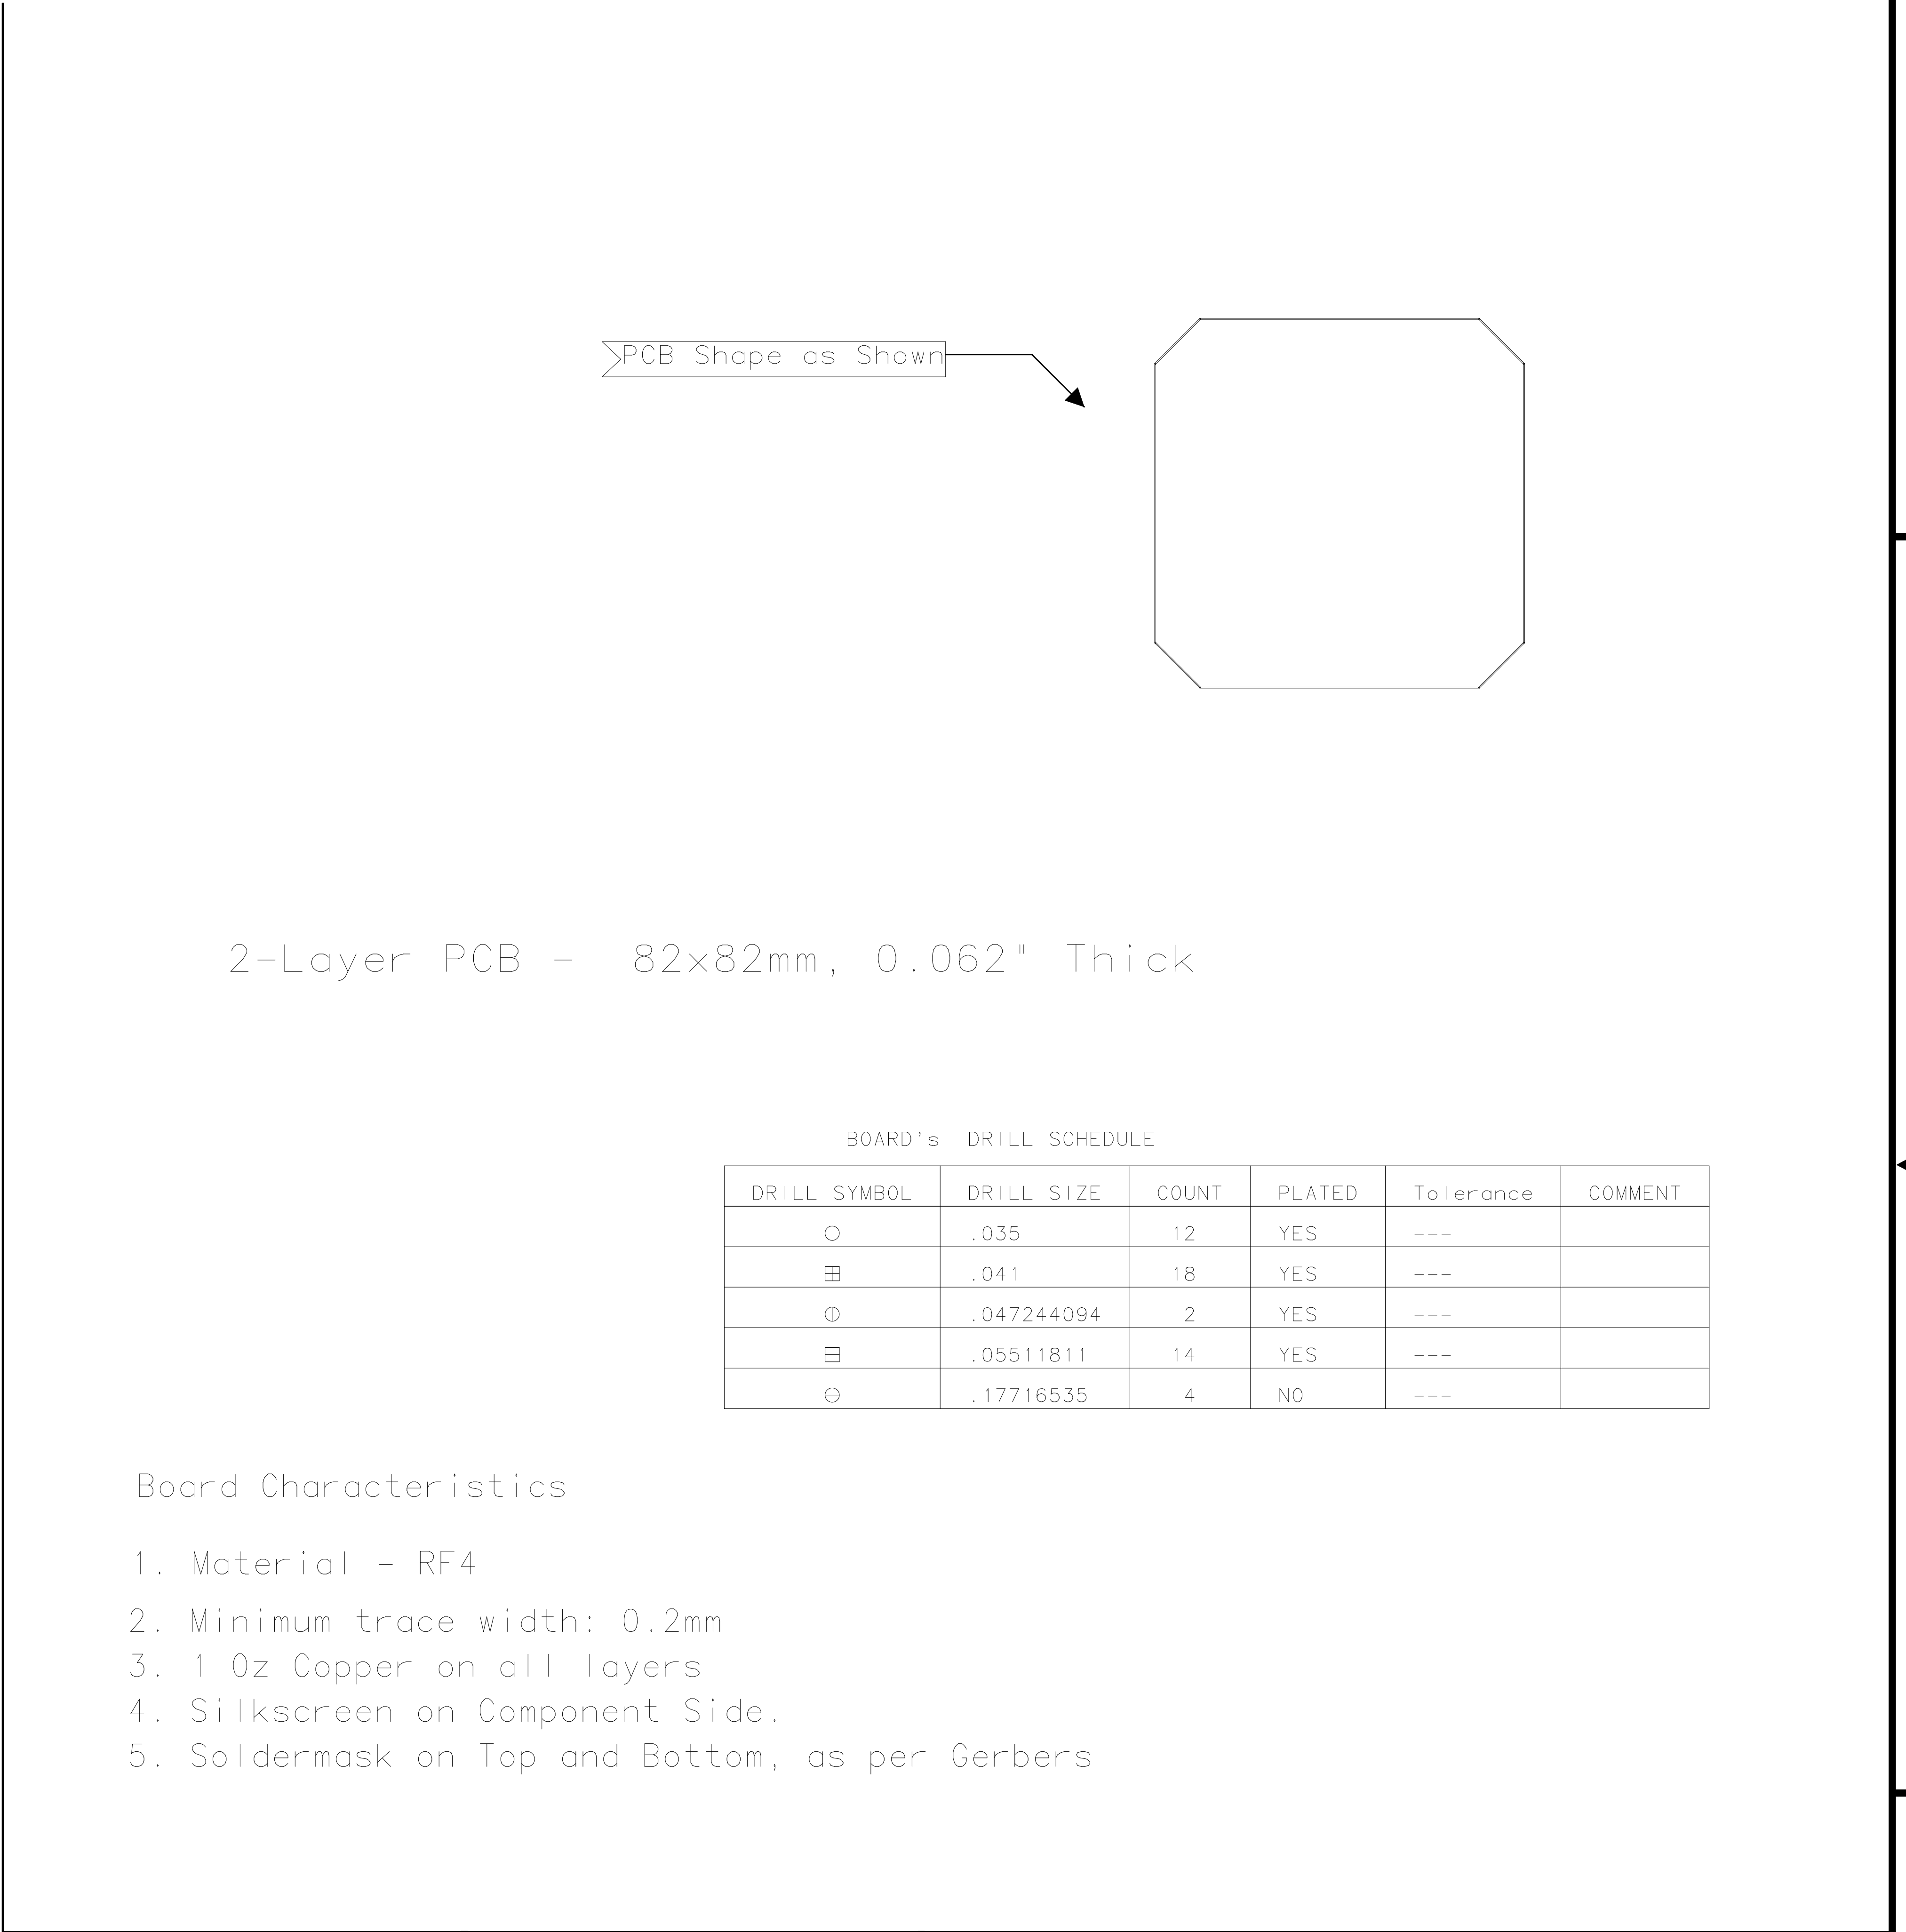 PCB Shape as Shown
2-Layer PCB - 82x82mm, 0.062" Thick
BOARD's DRILL SCHEDULE
DRILL SYMBOL DRILL SIZE COUNT PLATED Tolerance COMMENT
.035 12 YES ---
.041 18 YES ---
.047244094 2 YES ---
.05511811 14 YES ---
.17716535 4 NO ---
Board Characteristics
1. Material - RF4
2. Minimum trace width: 0.2mm
3. 1 Oz Copper on all layers
4. Silkscreen on Component Side.
5. Soldermask on Top and Bottom, as per Gerbers